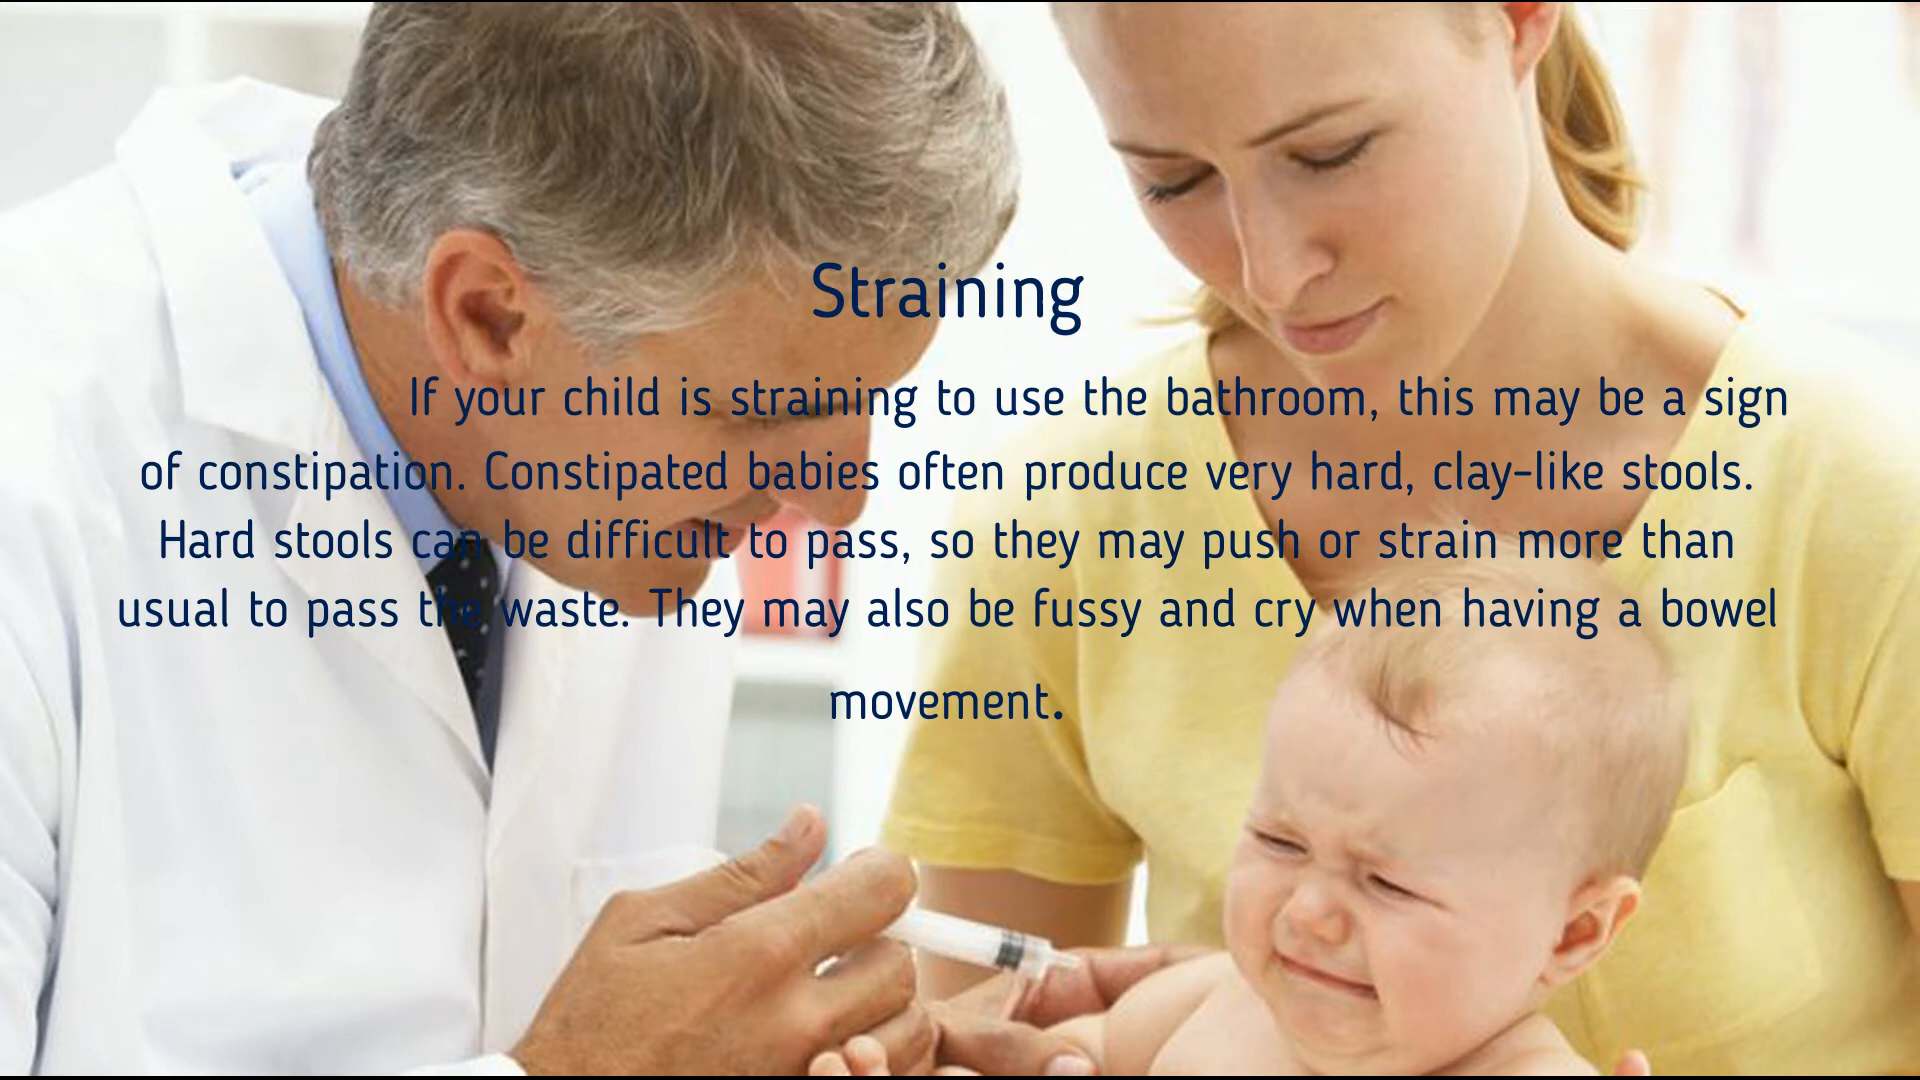 Straining
If your child is straining to use the bathroom, this may be a sign
of constipation. Constipated babies often produce very hard, clay-like stools.
Hard stools can be difficult to pass, so they may push or strain more than
usual to pass the waste. They may also be fussy and cry when having a bowel
movement.